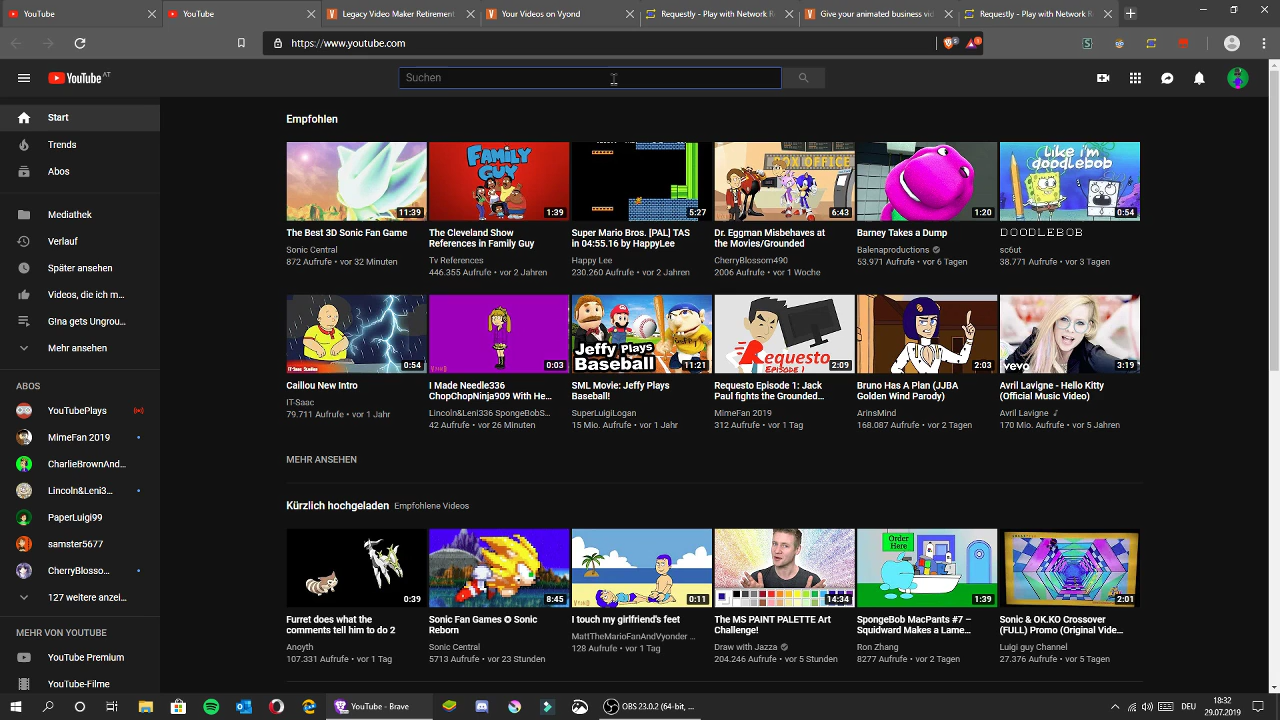 YouTube
YouTube
Legacy Video Maker Retirement
Your Videos on Vyond
Requestly - Play with Network R
Give your animated business vid
Requestly - Play with Network R
https://www.youtube.com
YouTube AT
Suchen
Start
Trends
Abos
Mediathek
Verlauf
Später ansehen
Videos, die ich m...
GIna gets Ungrou...
Mehr ansehen
ABOS
YouTubePlays
MimeFan 2019
CharlieBrownAnd...
Lincoln&Leni3...
PaperLuigi99
samster5677
CherryBlosso...
127 weitere anzei...
MEHR VON YOUTUBE
YouTube Premium
YouTube-Filme
Empfohlen
11:39
FAMILY GUY
1:39
5:27
BOX OFFICE
6:43
1:20
like i'm doodlebob
0:54
The Best 3D Sonic Fan Game
Sonic Central
872 Aufrufe • vor 32 Minuten
The Cleveland Show
References in Family Guy
Tv References
446.355 Aufrufe • vor 2 Jahren
Super Mario Bros. [PAL] TAS
in 04:55.16 by HappyLee
Happy Lee
230.260 Aufrufe • vor 2 Jahren
Dr. Eggman Misbehaves at
the Movies/Grounded
CherryBlossom490
2006 Aufrufe • vor 1 Woche
Barney Takes a Dump
Balenaproductions
53.971 Aufrufe • vor 6 Tagen
DOODLEBOB
sc6ut
38.771 Aufrufe • vor 3 Tagen
0:54
0:03
Jeffy Plays
Baseball
11:21
Requesto
EPISODE 1
2:09
2:03
vevo
3:19
Caillou New Intro
IT-Saac
79.711 Aufrufe • vor 1 Jahr
I Made Needle336
ChopChopNinja909 With He...
Lincoln&Leni336 SpongeBobS...
42 Aufrufe • vor 26 Minuten
SML Movie: Jeffy Plays
Baseball!
SuperLuigiLogan
15 Mio. Aufrufe • vor 1 Jahr
Requesto Episode 1: Jack
Paul fights the Grounded...
MimeFan 2019
312 Aufrufe • vor 1 Tag
Bruno Has A Plan (JJBA
Golden Wind Parody)
ArinsMind
168.087 Aufrufe • vor 2 Tagen
Avril Lavigne - Hello Kitty
(Official Music Video)
Avril Lavigne
170 Mio. Aufrufe • vor 5 Jahren
MEHR ANSEHEN
Kürzlich hochgeladen Empfohlene Videos
0:39
8:45
0:11
14:34
Order
Here
1:39
2:01
Furret does what the
comments tell him to do 2
Anoyth
107.331 Aufrufe • vor 1 Tag
Sonic Fan Games ✪ Sonic
Reborn
Sonic Central
5713 Aufrufe • vor 23 Stunden
I touch my girlfriend's feet
MattTheMarioFanAndVyonder ...
128 Aufrufe • vor 1 Tag
The MS PAINT PALETTE Art
Challenge!
Draw with Jazza
204.246 Aufrufe • vor 5 Stunden
SpongeBob MacPants #7 –
Squidward Makes a Lame...
Ron Zhang
8277 Aufrufe • vor 2 Tagen
Sonic & OK.KO Crossover
(FULL) Promo (Original Vide...
Luigi guy Channel
27.376 Aufrufe • vor 5 Tagen
YouTube - Brave
OBS 23.0.2 (64-bit, ...
DEU
18:32
29.07.2019